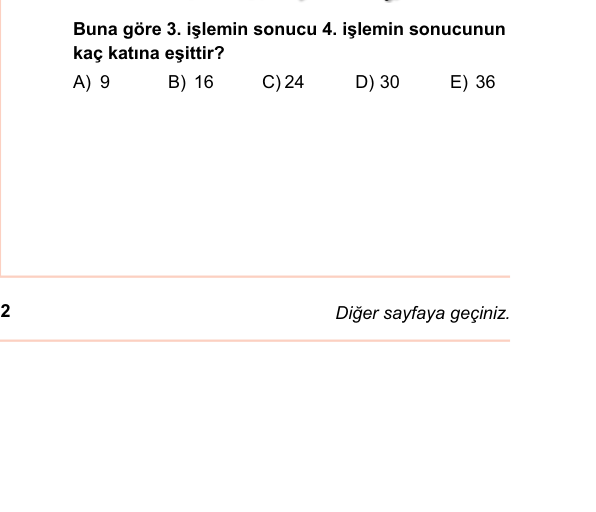 Buna göre 3. işlemin sonucu 4. işlemin sonucunun
kaç katına eşittir?
A) 9 B) 16 C) 24 D) 30 E) 36
2 Diğer sayfaya geçiniz.